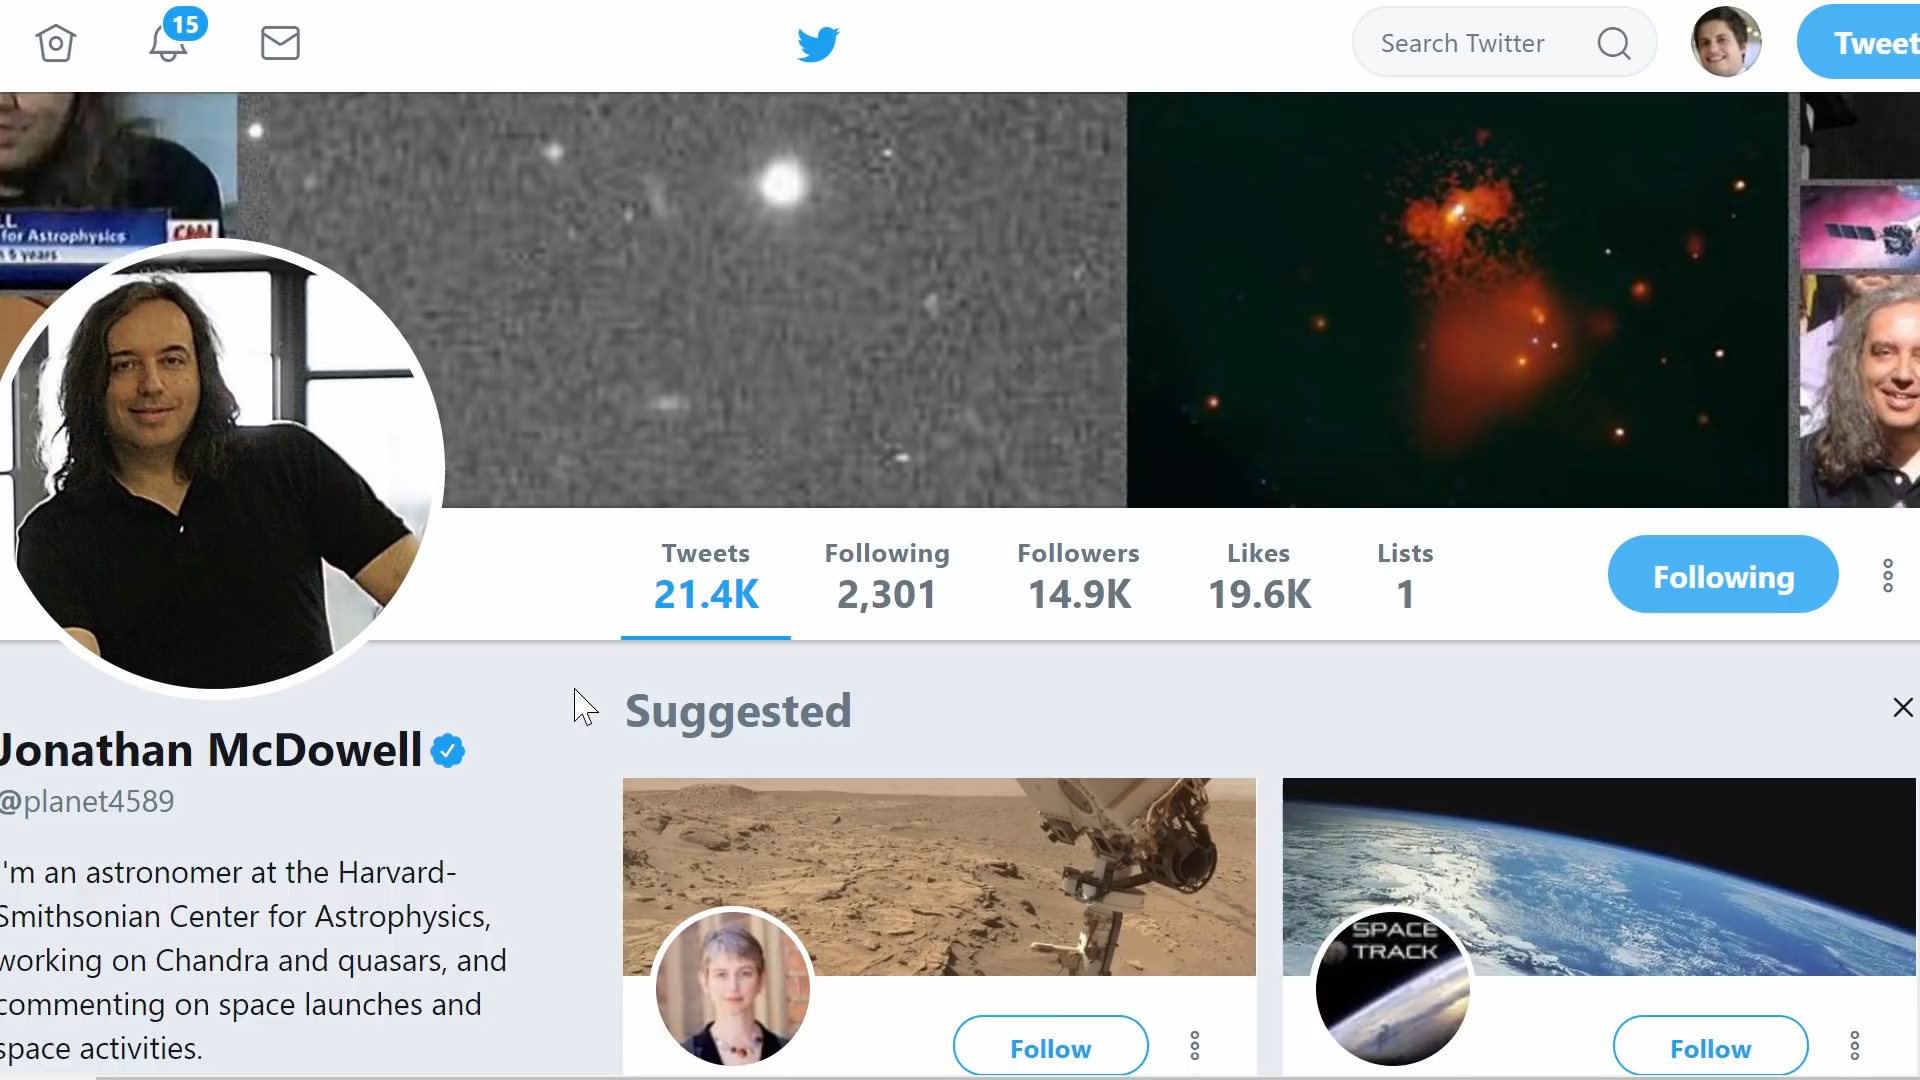 15
Search Twitter
Tweet
for Astrophysics
CNN
5 years
Tweets
21.4K
Following
2,301
Followers
14.9K
Likes
19.6K
Lists
1
Following
Suggested
Jonathan McDowell
@planet4589
I'm an astronomer at the Harvard-
Smithsonian Center for Astrophysics,
working on Chandra and quasars, and
commenting on space launches and
space activities.
SPACE
TRACK
Follow
Follow